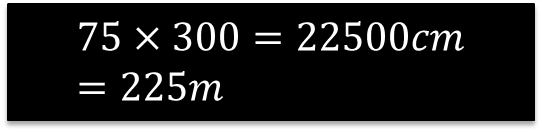 75 × 300 = 22500cm
= 225m